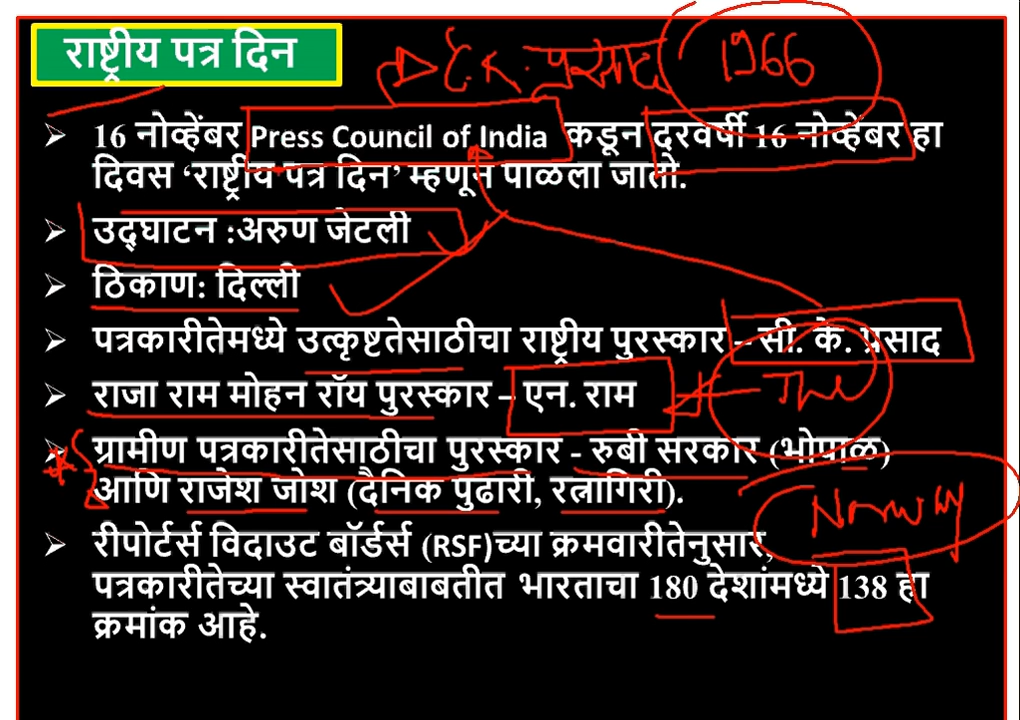 राष्ट्रीय पत्र दिन
C.K. प्रसाद 1966
➢ 16 नोव्हेंबर Press Council of India कडून दरवर्षी 16 नोव्हेंबर हा
दिवस ‘राष्ट्रीय पत्र दिन’ म्हणून पाळला जातो.
➢ उद्‌घाटन :अरुण जेटली
➢ ठिकाण: दिल्ली
➢ पत्रकारीतेमध्ये उत्कृष्टतेसाठीचा राष्ट्रीय पुरस्कार – सी. के. प्रसाद
➢ राजा राम मोहन रॉय पुरस्कार – एन. राम
The
➢ ग्रामीण पत्रकारीतेसाठीचा पुरस्कार - रुबी सरकार (भोपाळ)
आणि राजेश जोश (दैनिक पुढारी, रत्नागिरी).
Norway
➢ रीपोर्टर्स विदाउट बॉर्डर्स (RSF)च्या क्रमवारीतेनुसार,
पत्रकारीतेच्या स्वातंत्र्याबाबतीत भारताचा 180 देशांमध्ये 138 हा
क्रमांक आहे.